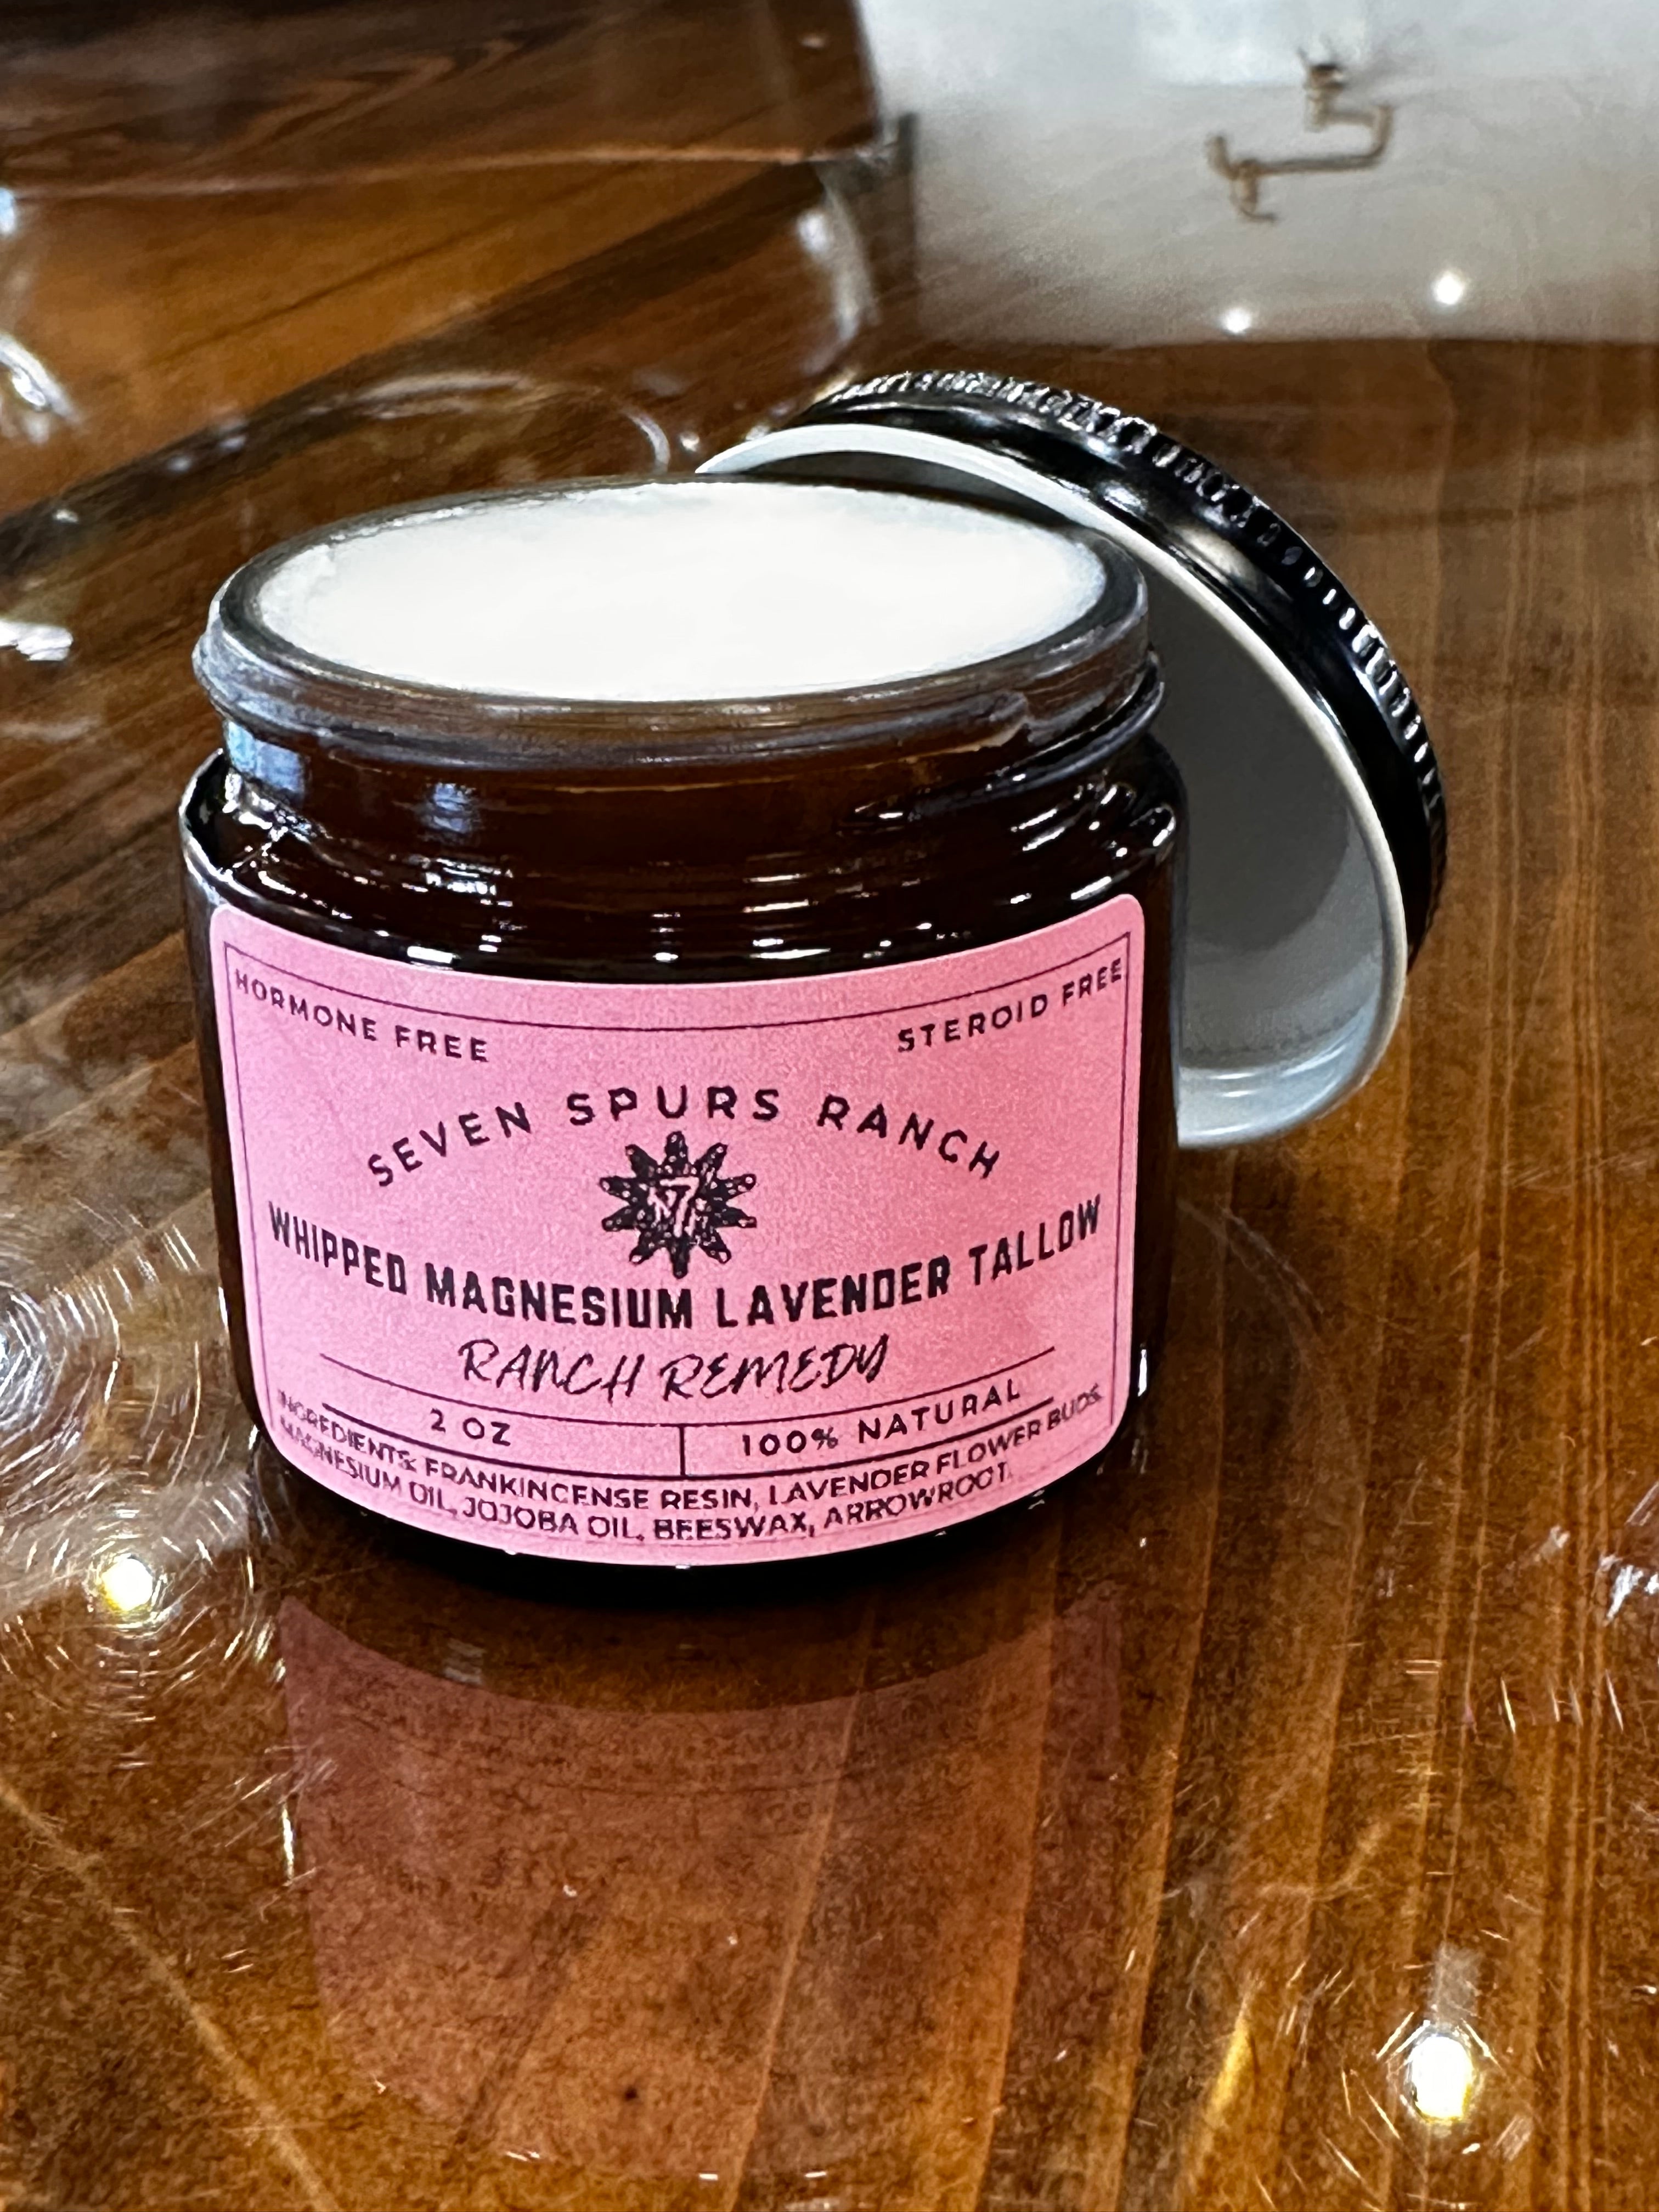 HORMONE FREE
STEROID FREE
SEVEN SPURS RANCH
7
WHIPPED MAGNESIUM LAVENDER TALLOW
RANCH REMEDY
2 OZ
100% NATURAL
INGREDIENTS: FRANKINCENSE RESIN, LAVENDER FLOWER BUDS,
MAGNESIUM OIL, JOJOBA OIL, BEESWAX, ARROWROOT.